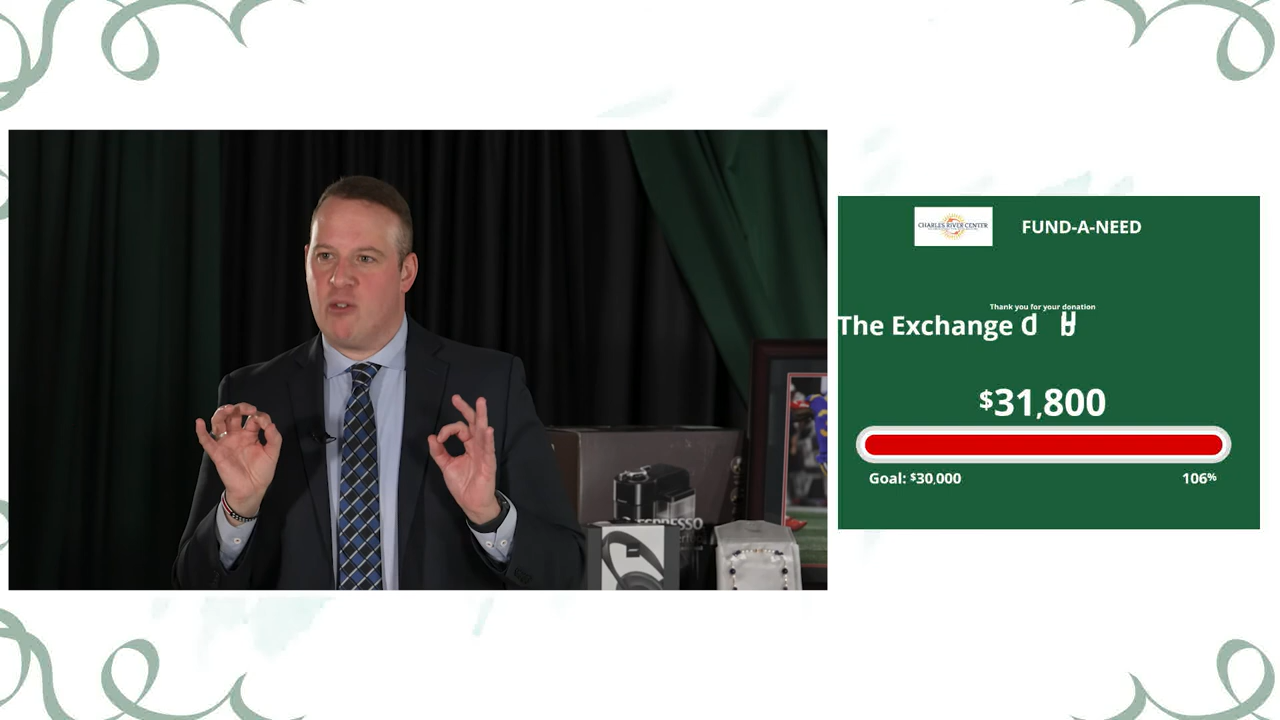 CHARLES RIVER CENTER
FUND-A-NEED
Thank you for your donation
The Exchange
$31,800
Goal: $30,000
106%
ESPRESSO